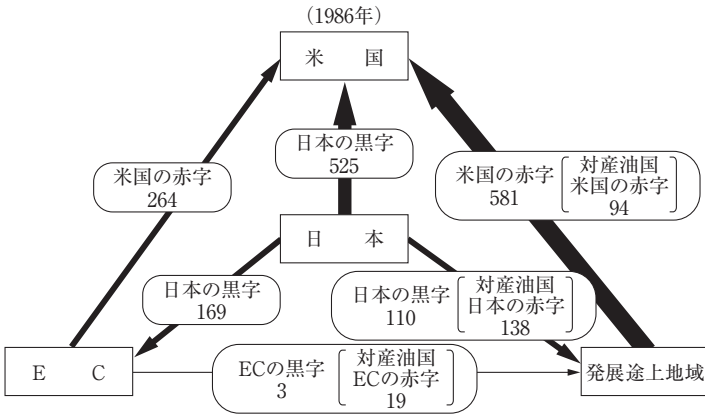 (1986年)
米　国
日本の黒字
525
米国の赤字
264
米国の赤字
581
対産油国
米国の赤字
94
日　本
日本の黒字
169
日本の黒字
110
対産油国
日本の赤字
138
E　C
ECの黒字
3
対産油国
ECの赤字
19
発展途上地域